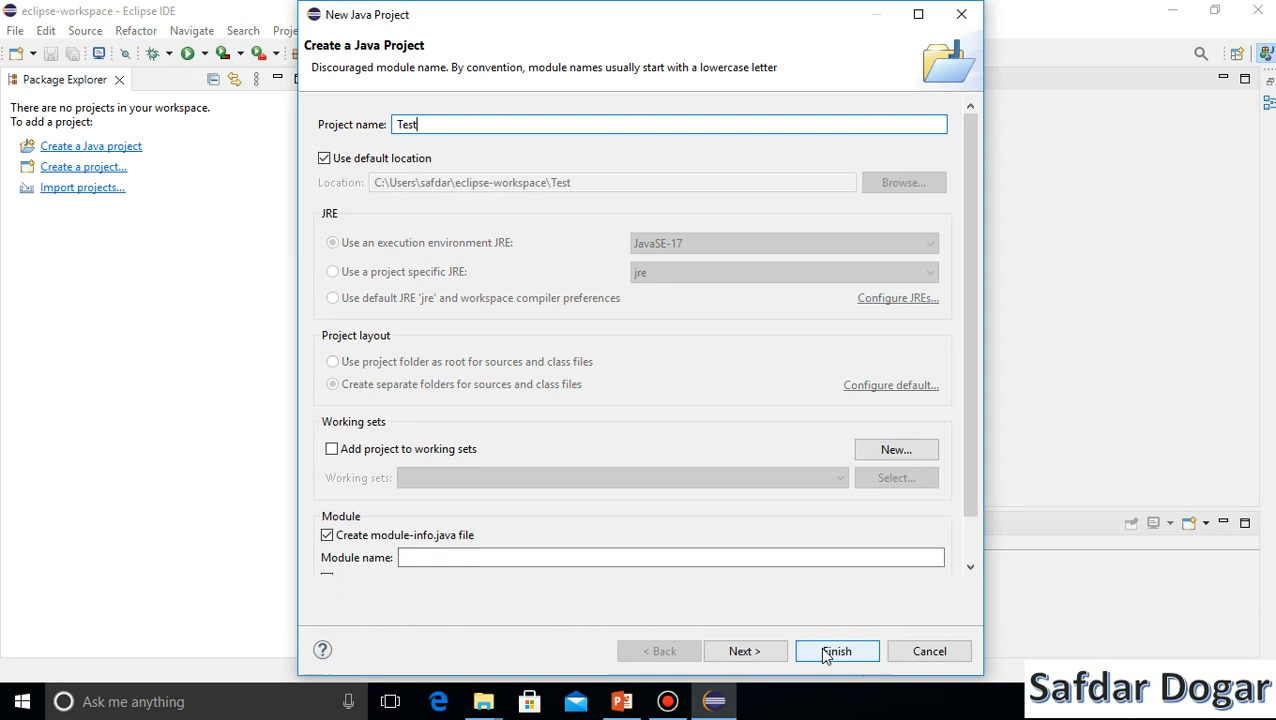 eclipse-workspace - Eclipse IDE
File Edit Source Refactor Navigate Search Proje
Package Explorer
There are no projects in your workspace.
To add a project:
Create a Java project
Create a project...
Import projects...
New Java Project
Create a Java Project
Discouraged module name. By convention, module names usually start with a lowercase letter
Project name: Test
Use default location
Location: C:\Users\safdar\eclipse-workspace\Test Browse...
JRE
Use an execution environment JRE: JavaSE-17
Use a project specific JRE: jre
Use default JRE 'jre' and workspace compiler preferences Configure JREs...
Project layout
Use project folder as root for sources and class files
Create separate folders for sources and class files Configure default...
Working sets
Add project to working sets New...
Working sets: Select...
Module
Create module-info.java file
Module name:
< Back Next > Finish Cancel
Ask me anything
Safdar Dogar